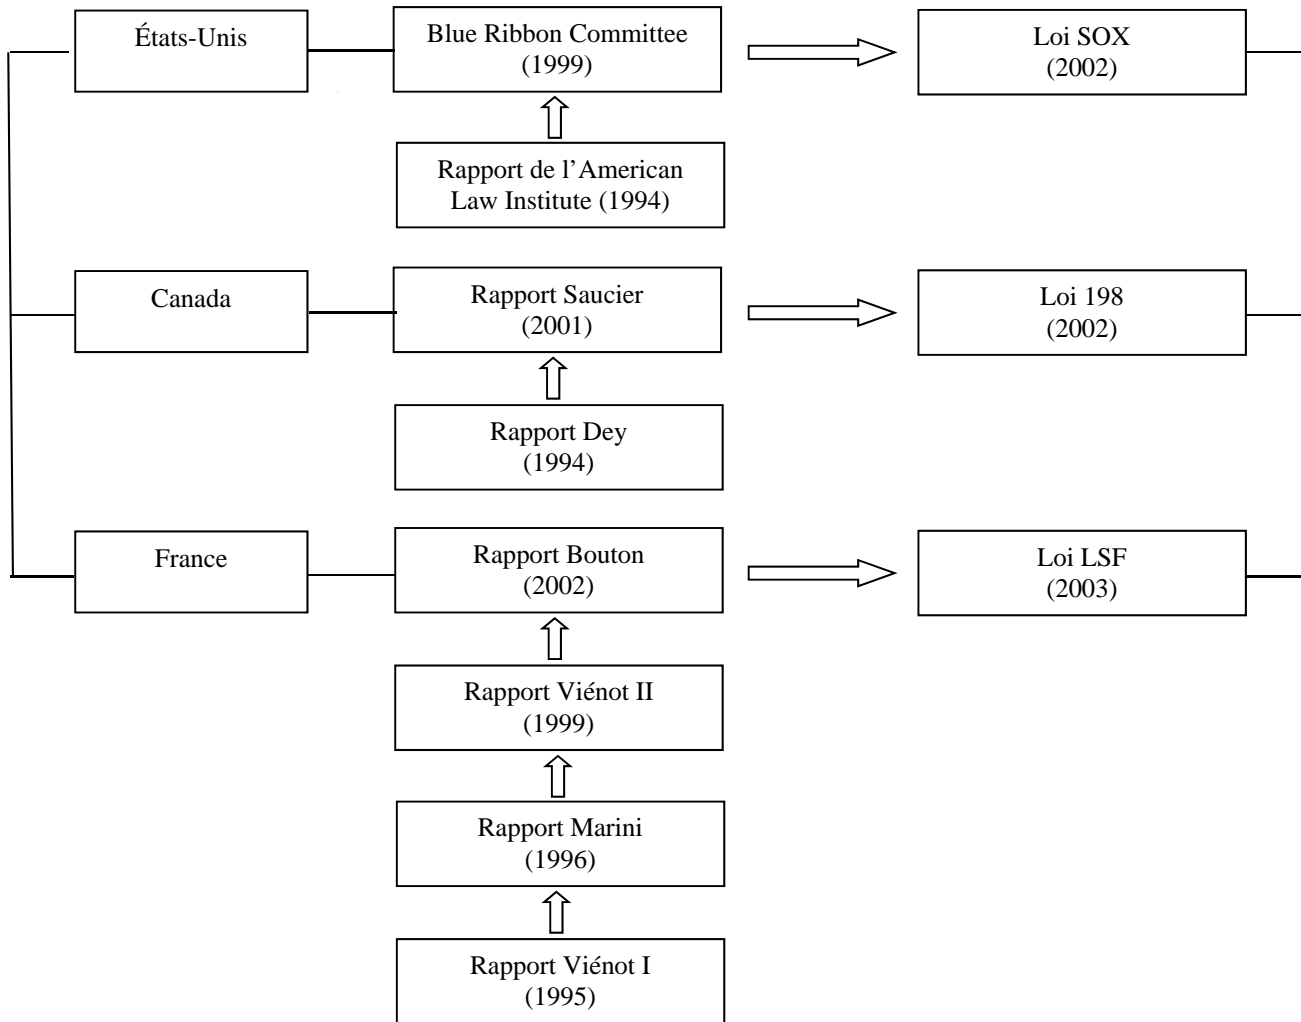 États-Unis
Blue Ribbon Committee
(1999)
Loi SOX
(2002)
Rapport de l’American
Law Institute (1994)
Canada
Rapport Saucier
(2001)
Loi 198
(2002)
Rapport Dey
(1994)
France
Rapport Bouton
(2002)
Loi LSF
(2003)
Rapport Viénot II
(1999)
Rapport Marini
(1996)
Rapport Viénot I
(1995)